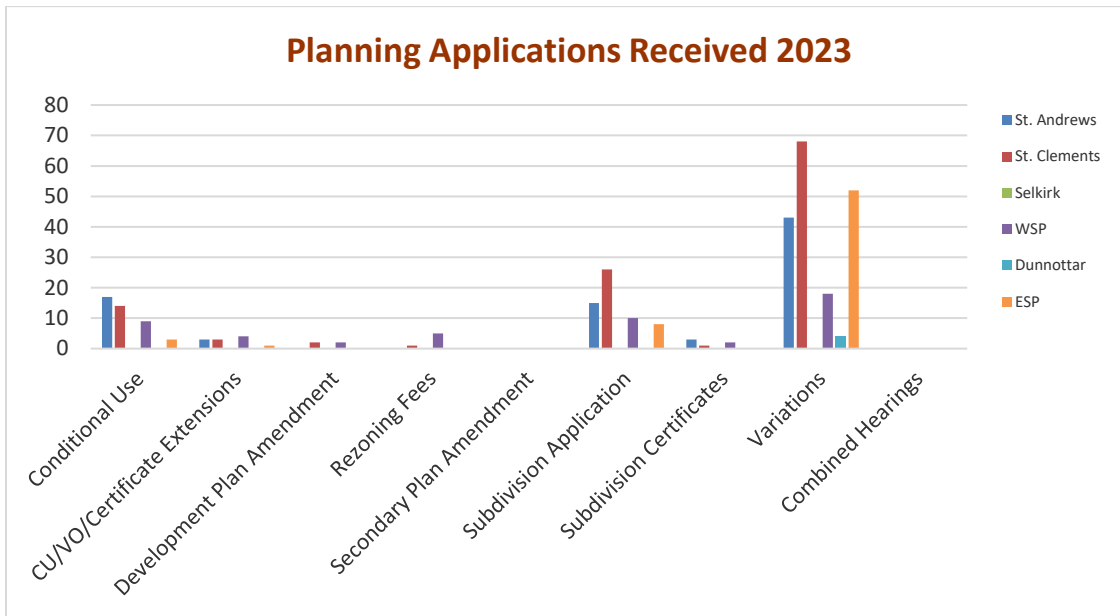 Planning Applications Received 2023
80
70
60
50
40
30
20
10
0
Conditional Use
CU/VO/Certificate Extensions
Development Plan Amendment
Rezoning Fees
Secondary Plan Amendment
Subdivision Application
Subdivision Certificates
Variations
Combined Hearings
St. Andrews
St. Clements
Selkirk
WSP
Dunnottar
ESP